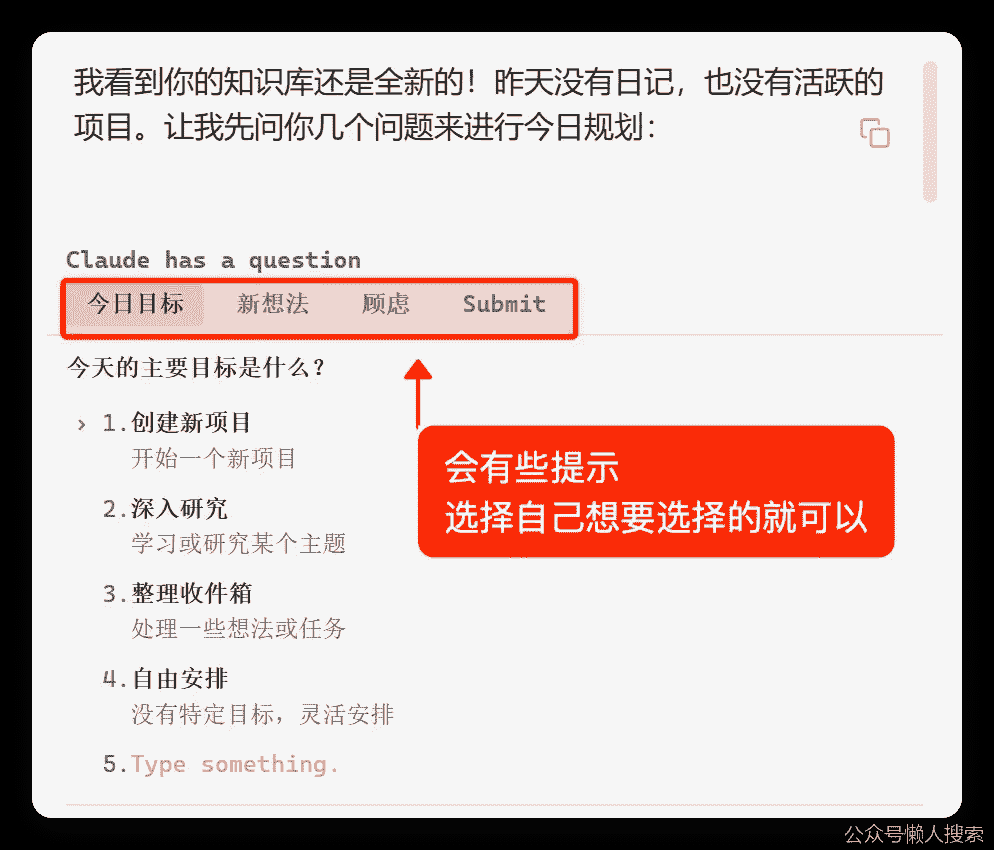 我看到你的知识库还是全新的！昨天没有日记，也没有活跃的
项目。让我先问你几个问题来进行今日规划：
Claude has a question
今日目标 新想法 顾虑 Submit
今天的主要目标是什么？
› 1.创建新项目
开始一个新项目
2.深入研究
学习或研究某个主题
3.整理收件箱
处理一些想法或任务
4.自由安排
没有特定目标，灵活安排
5.Type something.
会有些提示
选择自己想要选择的就可以
公众号懒人搜索